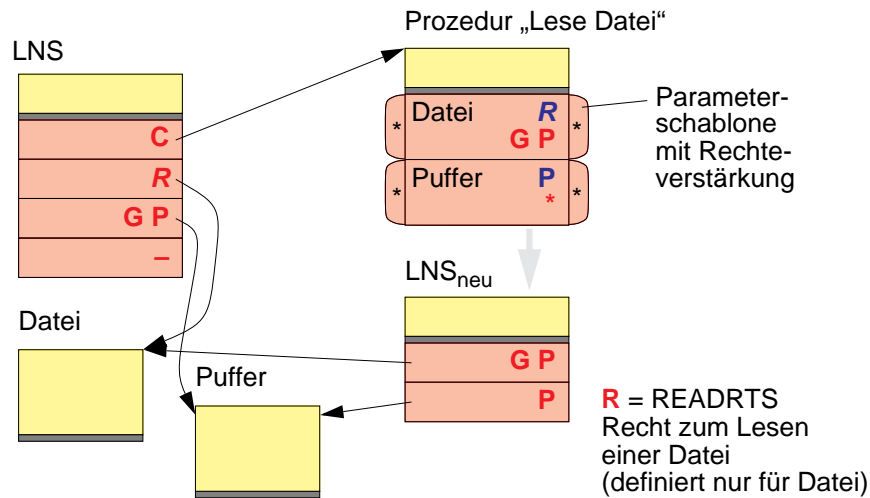 Prozedur „Lese Datei“
LNS
C
R
G P
–
* Datei R *
G P
* Puffer P *
*
Parameter-
schablone
mit Rechte-
verstärkung
LNSneu
G P
P
Datei
Puffer
R = READRTS
Recht zum Lesen
einer Datei
(definiert nur für Datei)